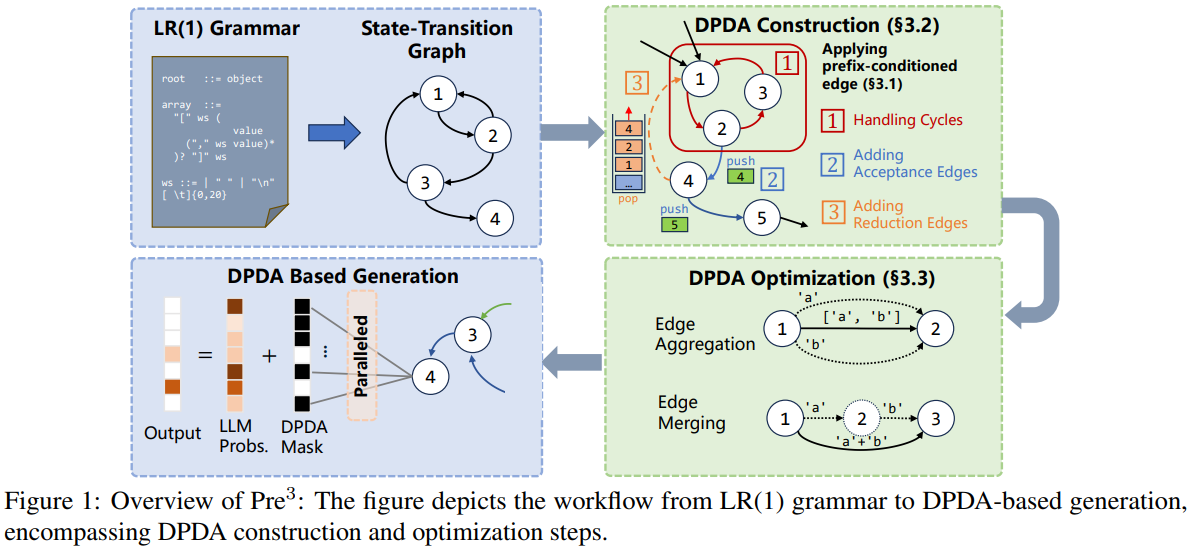 LR(1) Grammar
root ::= object
array ::=
"[" ws (
value
("," ws value)*
)? "]" ws
ws ::= | " " | "\n"
[ \t]{0,20}
State-Transition
Graph
1
2
3
4
DPDA Construction (§3.2)
Applying
prefix-conditioned
edge (§3.1)
1 Handling Cycles
2 Adding
Acceptance Edges
3 Adding
Reduction Edges
1
1
3
2
3
4
2
1
...
pop
4
push
4
2
push
5
5
DPDA Based Generation
Output
=
LLM
Probs.
+
DPDA
Mask
...
Paralleled
3
4
DPDA Optimization (§3.3)
Edge
Aggregation
1
'a'
['a', 'b']
'b'
2
Edge
Merging
1
'a'
2
'b'
3
'a'+'b'
Figure 1: Overview of Pre³: The figure depicts the workflow from LR(1) grammar to DPDA-based generation,
encompassing DPDA construction and optimization steps.